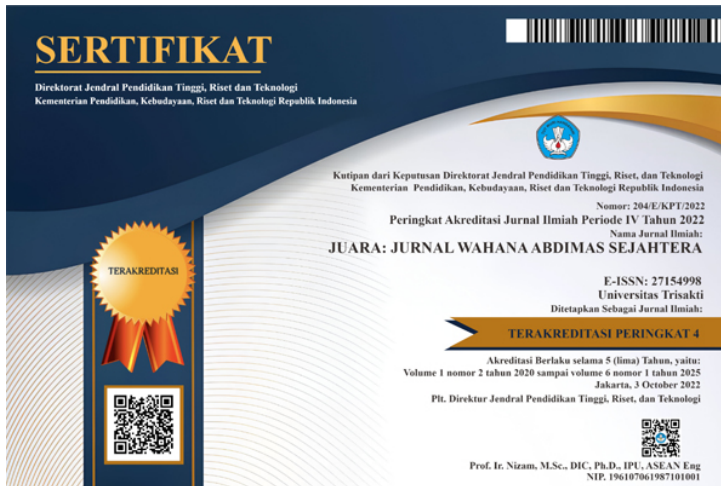 SERTIFIKAT
Direktorat Jendral Pendidikan Tinggi, Riset dan Teknologi
Kementerian Pendidikan, Kebudayaan, Riset dan Teknologi Republik Indonesia
Kutipan dari Keputusan Direktorat Jendral Pendidikan Tinggi, Riset, dan Teknologi
Kementerian Pendidikan, Kebudayaan, Riset dan Teknologi Republik Indonesia
Nomor: 204/E/KPT/2022
Peringkat Akreditasi Jurnal Ilmiah Periode IV Tahun 2022
Nama Jurnal Ilmiah:
JUARA: JURNAL WAHANA ABDIMAS SEJAHTERA
E-ISSN: 27154998
Universitas Trisakti
Ditetapkan Sebagai Jurnal Ilmiah:
TERAKREDITASI
TERAKREDITASI PERINGKAT 4
Akreditasi Berlaku selama 5 (lima) Tahun, yaitu:
Volume 1 nomor 2 tahun 2020 sampai volume 6 nomor 1 tahun 2025
Jakarta, 3 October 2022
Plt. Direktur Jendral Pendidikan Tinggi, Riset, dan Teknologi
Prof. Ir. Nizam, M.Sc., DIC, Ph.D., IPU, ASEAN Eng
NIP. 196107061987101001